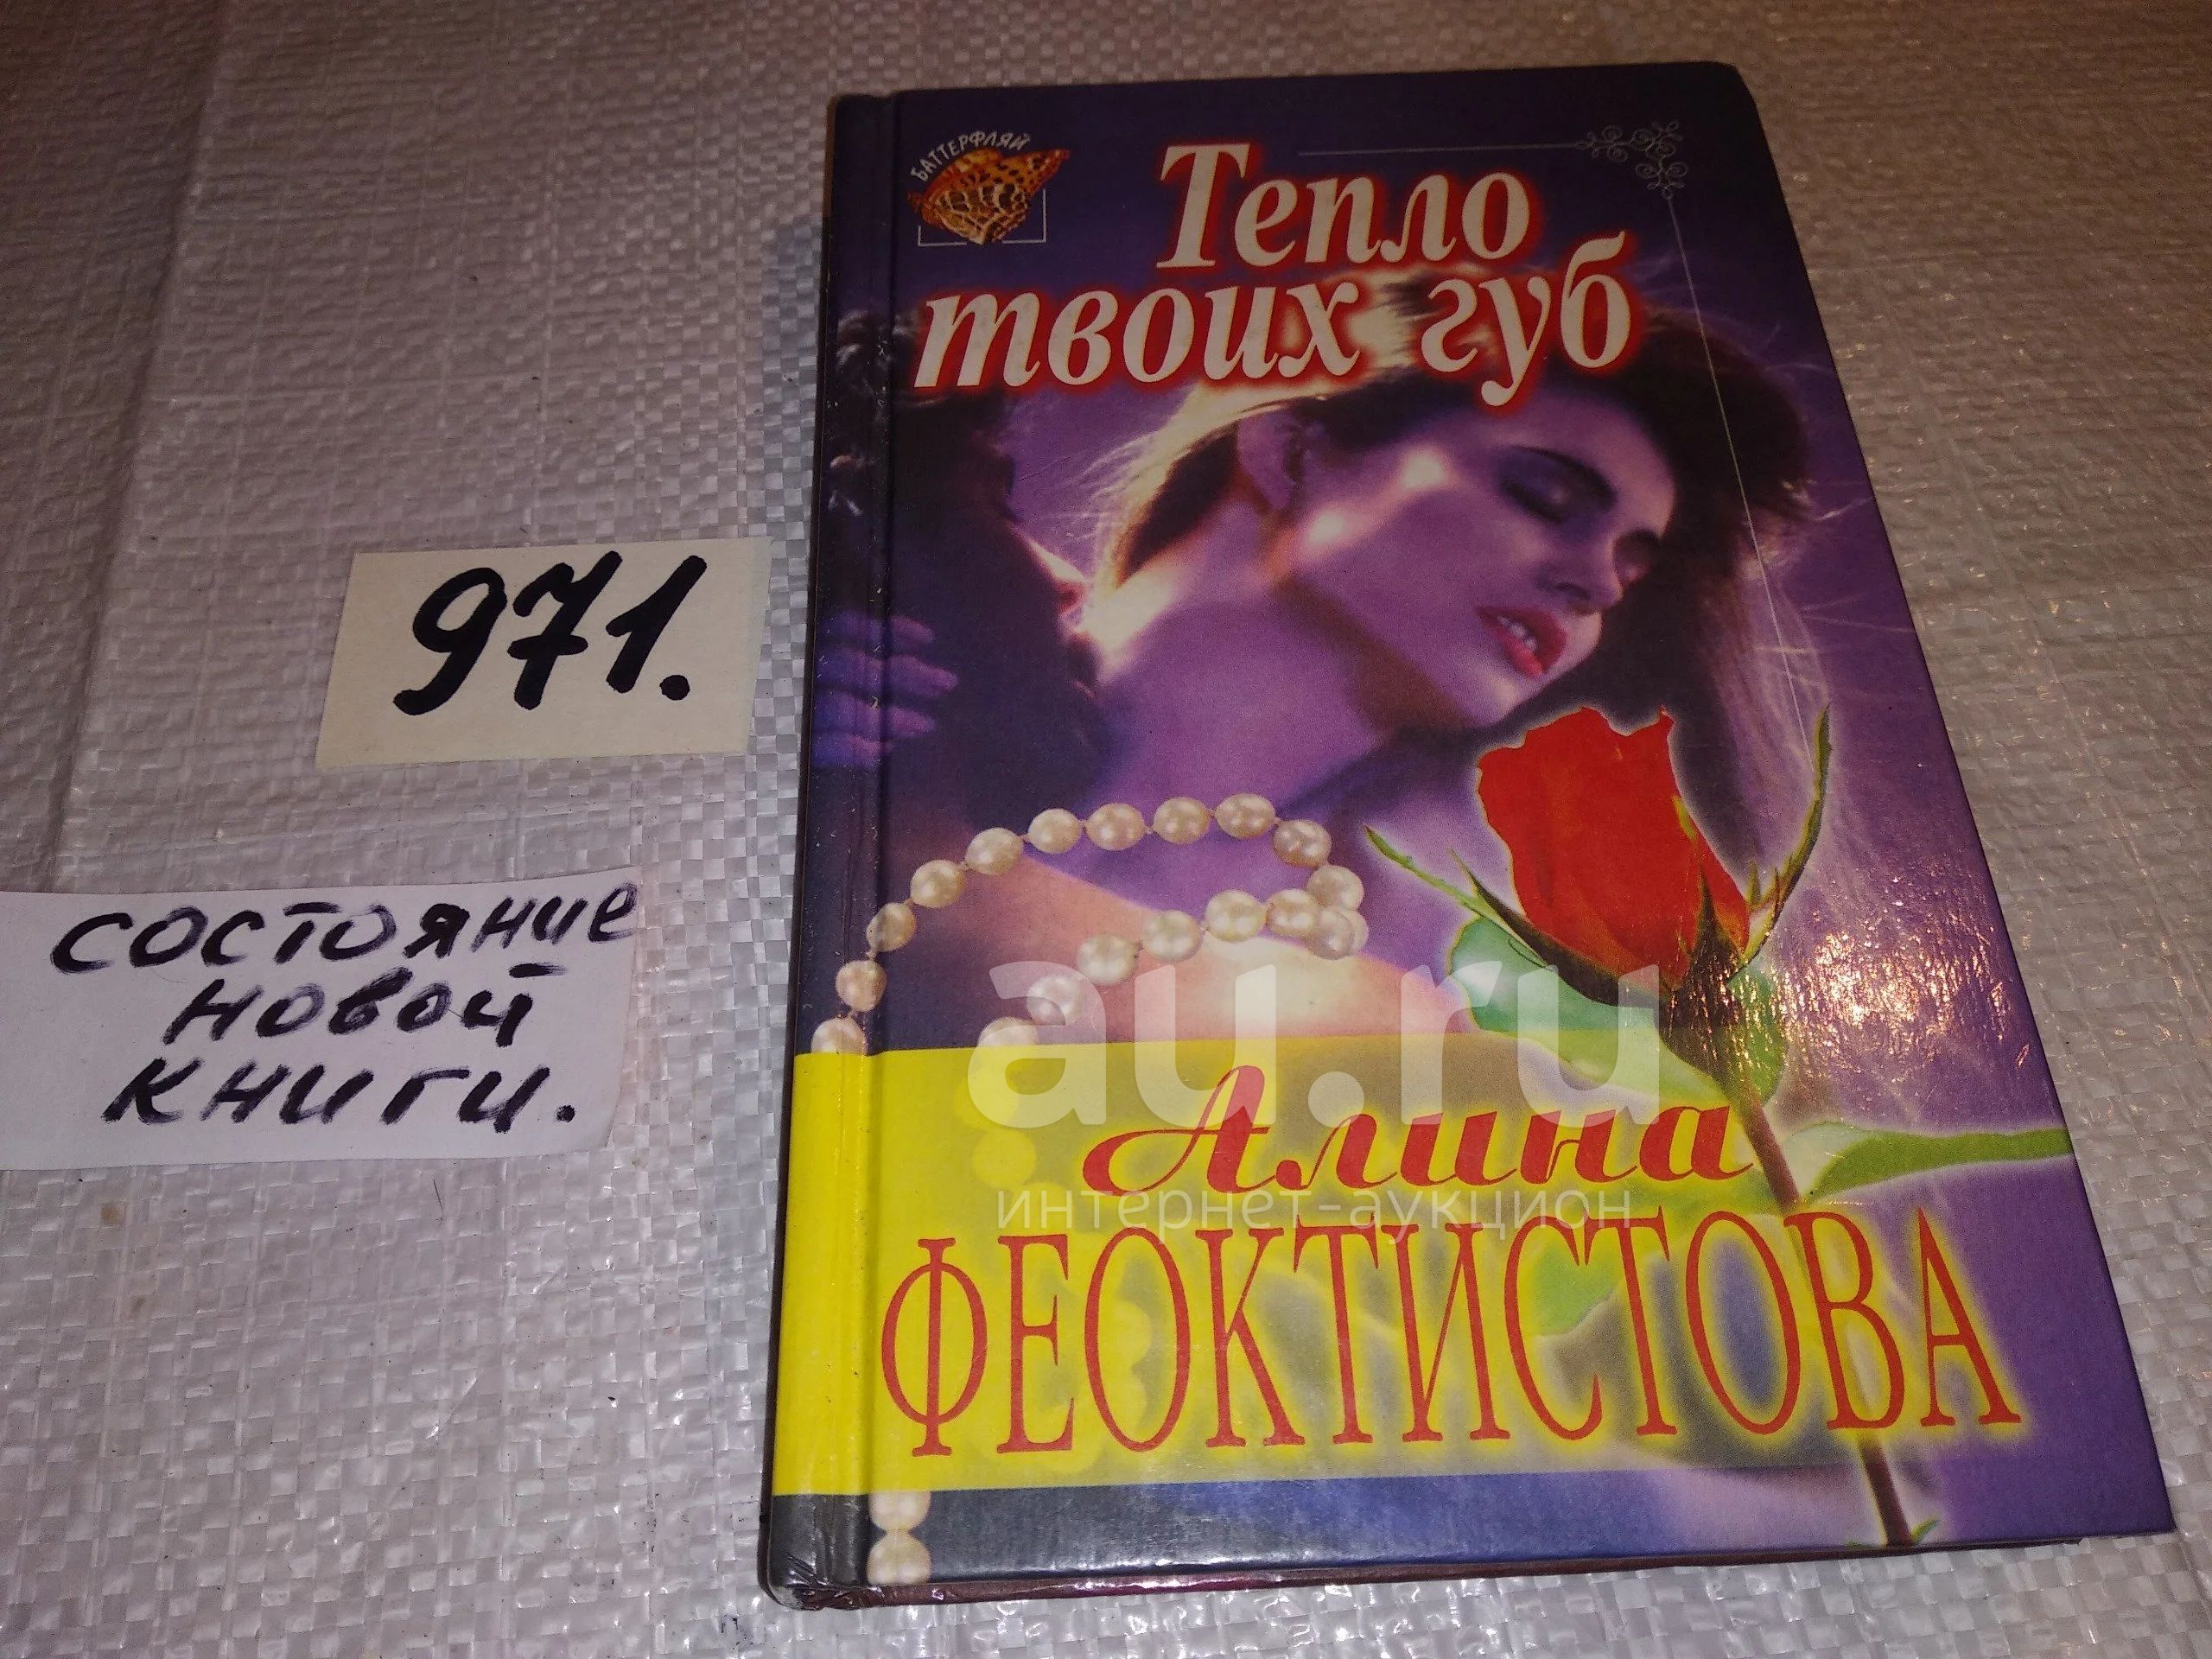 БАТТЕРФЛЯЙ
Тепло
твоих губ
971.
состояние
новой
книги.
au.ru
Алина
интернет-аукцион
ФЕОКТИСТОВА